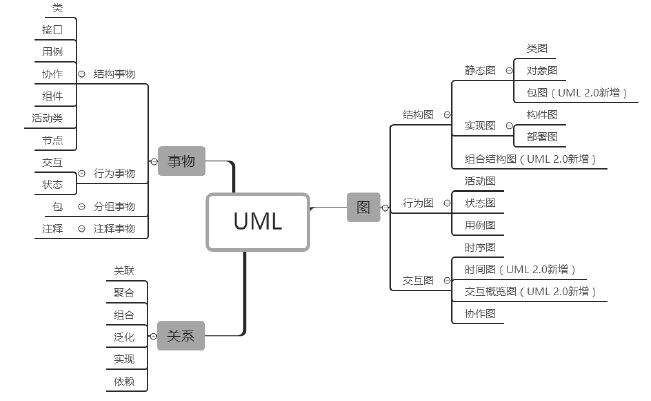 UML
事物
结构事物
类
接口
用例
协作
组件
活动类
节点
行为事物
交互
状态
分组事物
包
注释事物
注释
关系
关联
聚合
组合
泛化
实现
依赖
图
结构图
静态图
类图
对象图
包图（UML 2.0新增）
实现图
构件图
部署图
组合结构图（UML 2.0新增）
行为图
活动图
状态图
用例图
交互图
时序图
时间图（UML 2.0新增）
交互概览图（UML 2.0新增）
协作图